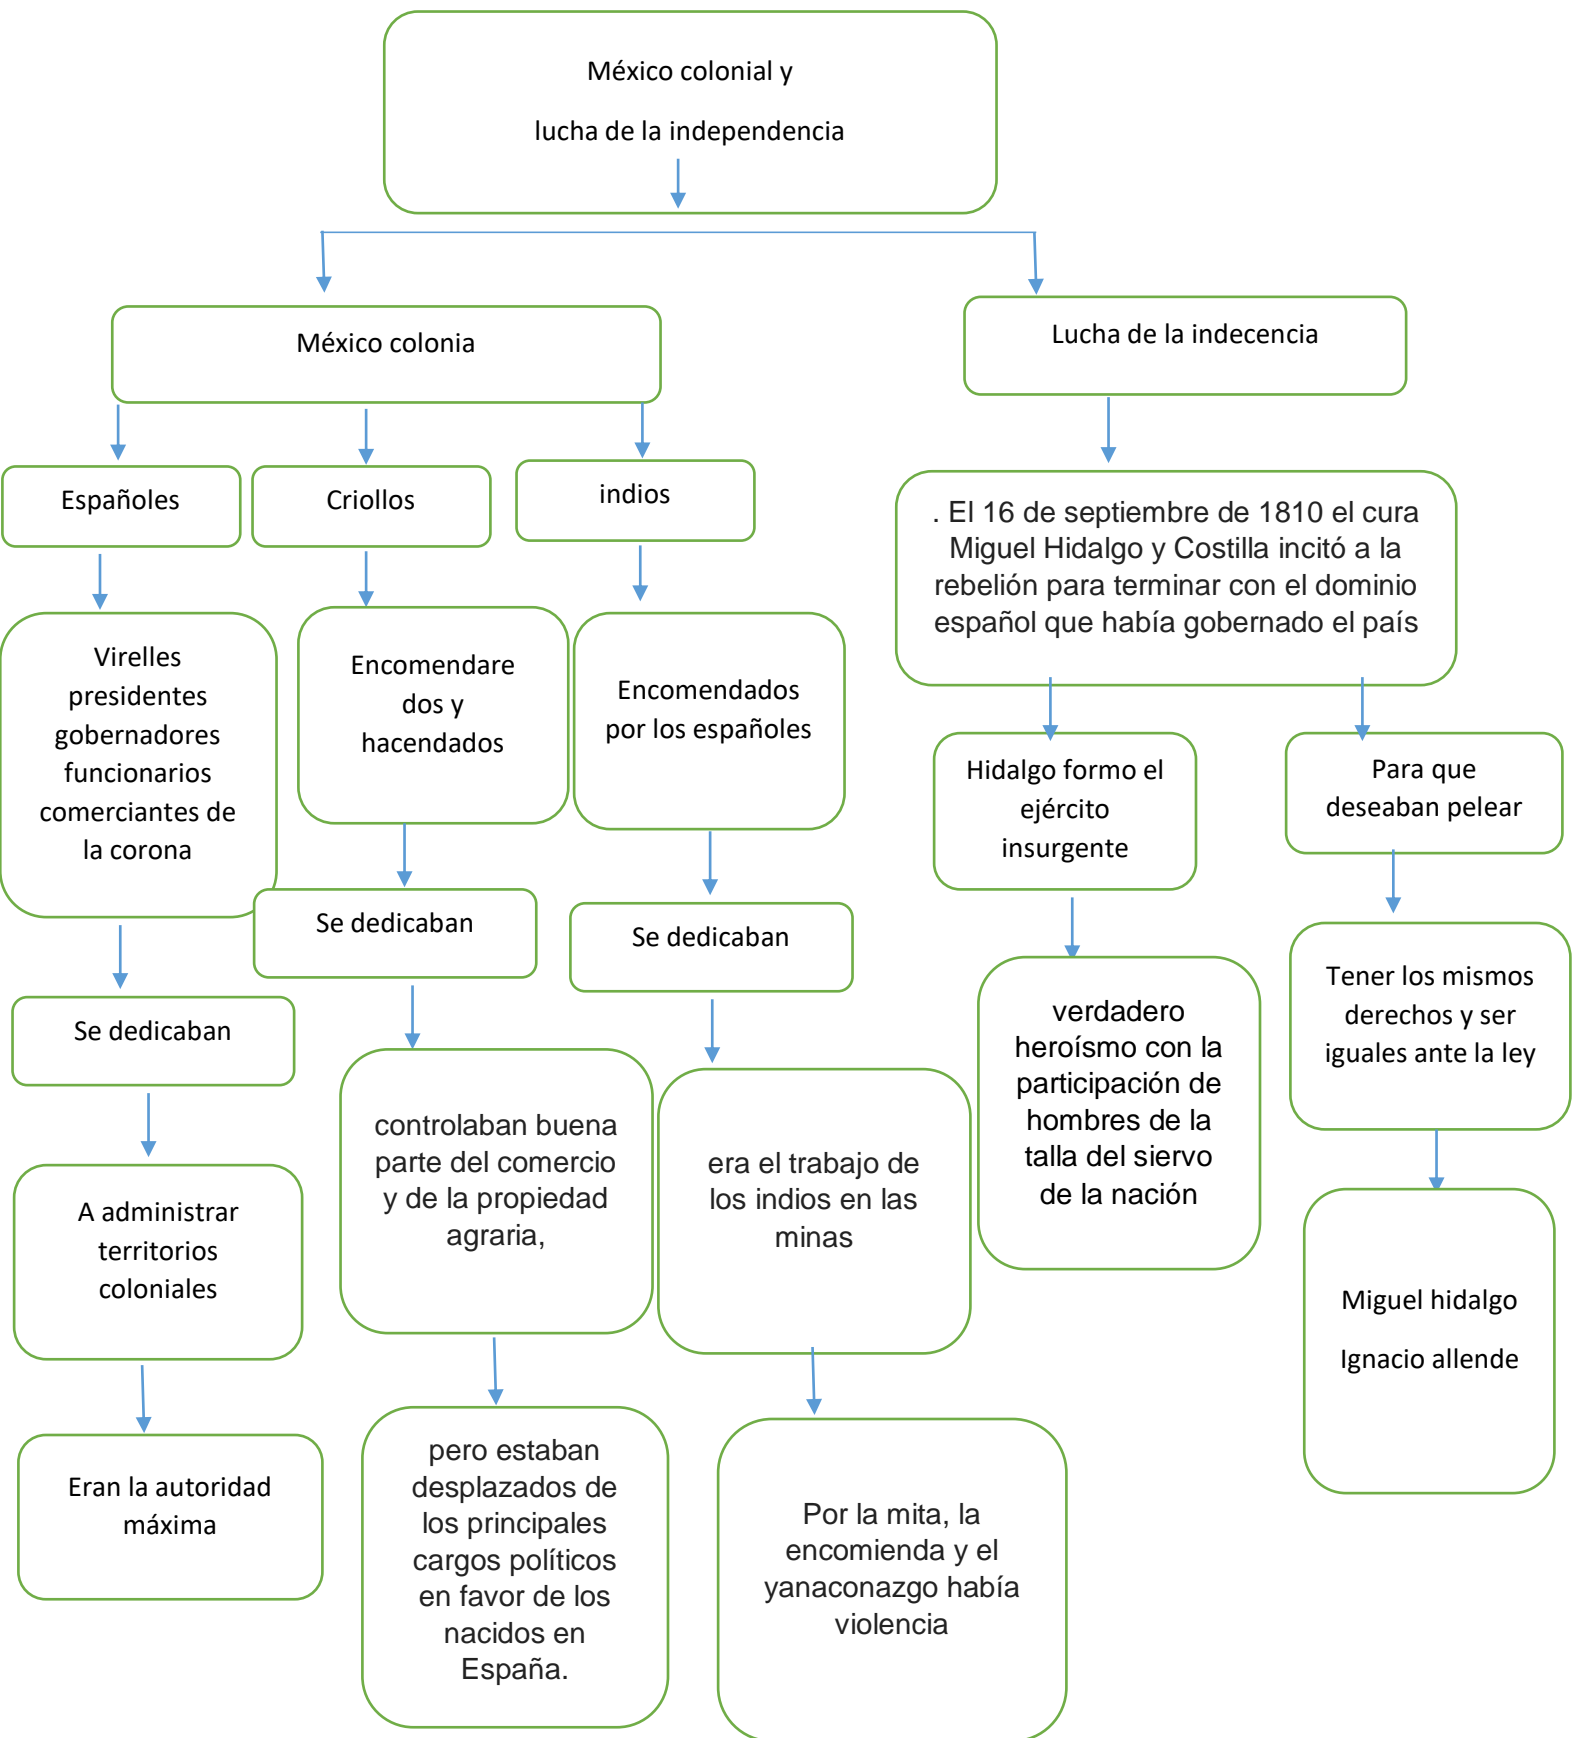 México colonial y
lucha de la independencia
México colonia
Lucha de la indecencia
Españoles
Criollos
indios
. El 16 de septiembre de 1810 el cura
Miguel Hidalgo y Costilla incitó a la
rebelión para terminar con el dominio
español que había gobernado el país
Virelles
presidentes
gobernadores
funcionarios
comerciantes de
la corona
Encomendare
dos y
hacendados
Encomendados
por los españoles
Hidalgo formo el
ejército
insurgente
Para que
deseaban pelear
Se dedicaban
Se dedicaban
Se dedicaban
verdadero
heroísmo con la
participación de
hombres de la
talla del siervo
de la nación
Tener los mismos
derechos y ser
iguales ante la ley
A administrar
territorios
coloniales
controlaban buena
parte del comercio
y de la propiedad
agraria,
era el trabajo de
los indios en las
minas
Miguel hidalgo
Ignacio allende
Eran la autoridad
máxima
pero estaban
desplazados de
los principales
cargos políticos
en favor de los
nacidos en
España.
Por la mita, la
encomienda y el
yanaconazgo había
violencia